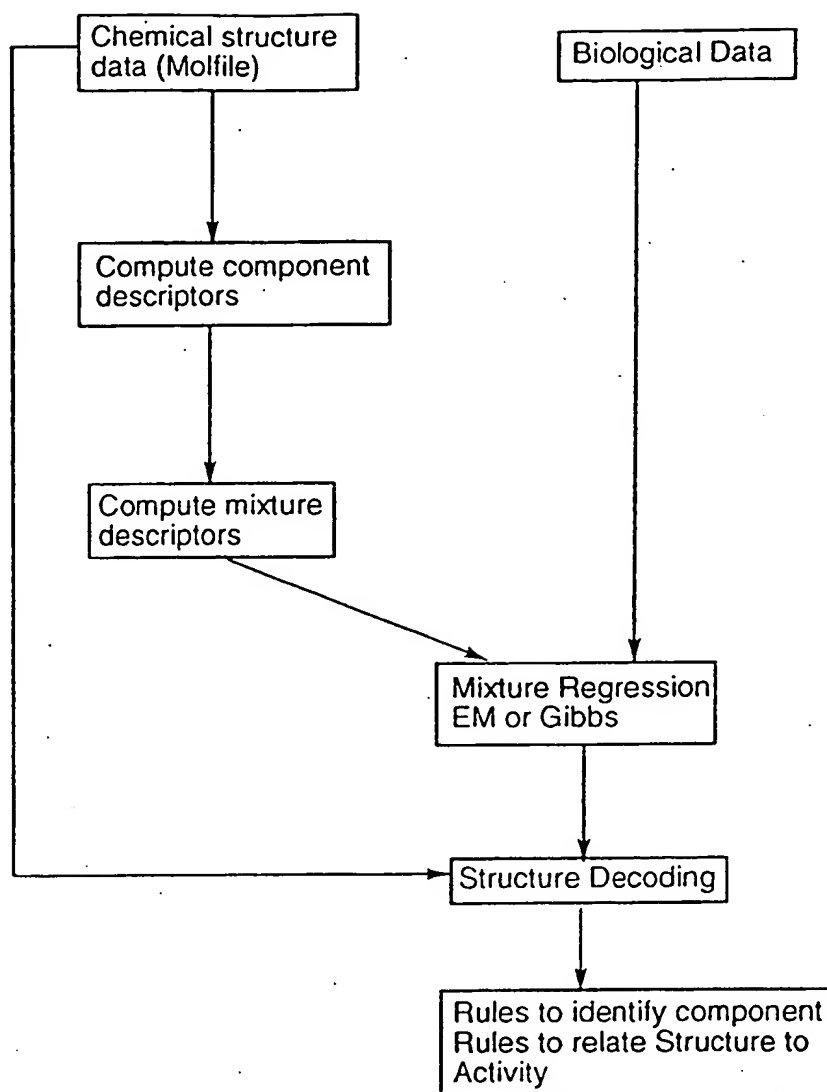 Chemical structure
data (Molfile)
Biological Data
Compute component
descriptors
Compute mixture
descriptors
Mixture Regression
EM or Gibbs
Structure Decoding
Rules to identify component
Rules to relate Structure to
Activity